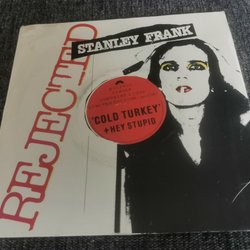 REJECTED
STANLEY FRANK
"COLD TURKEY"
+ HEY STUPID